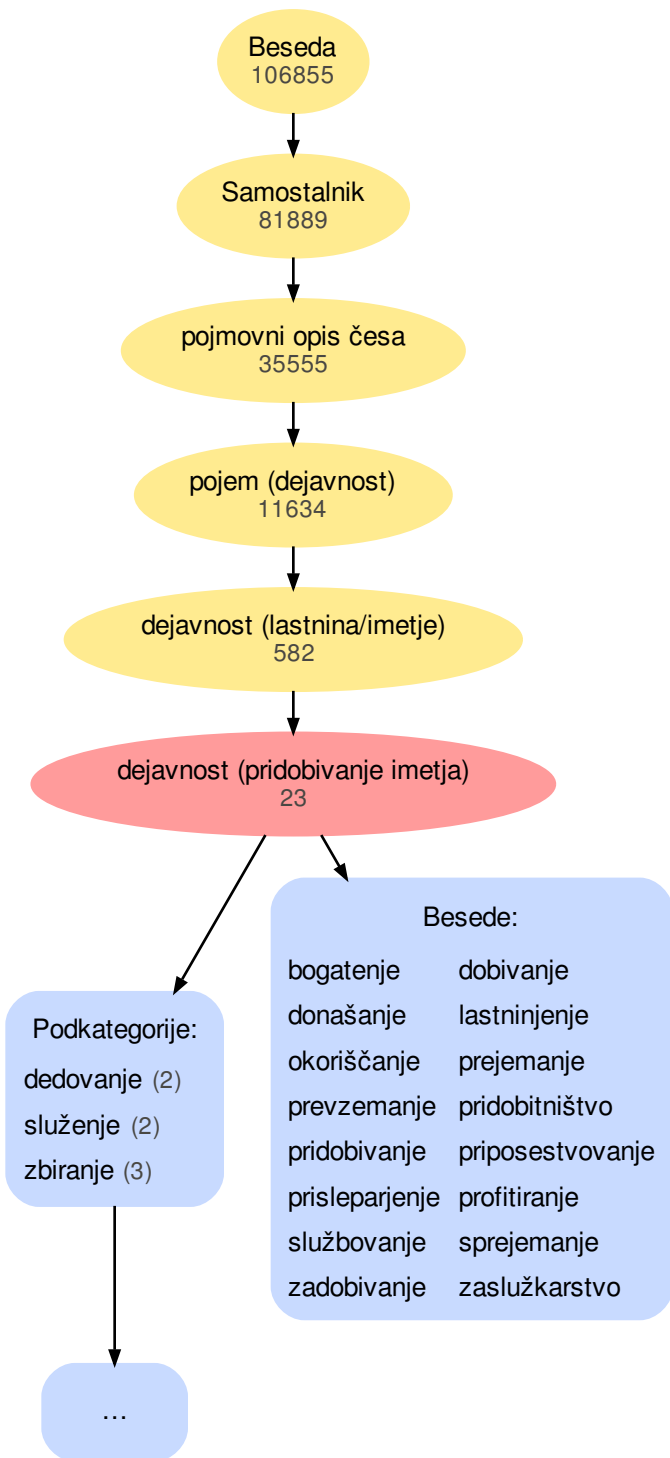 Beseda
106855
Samostalnik
81889
pojmovni opis česa
35555
pojem (dejavnost)
11634
dejavnost (lastnina/imetje)
582
dejavnost (pridobivanje imetja)
23
Podkategorije:
dedovanje (2)
služenje (2)
zbiranje (3)
...
Besede:
bogatenje dobivanje
donašanje lastninjenje
okoriščanje prejemanje
prevzemanje pridobitništvo
pridobivanje priposestvovanje
prisleparjenje profitiranje
službovanje sprejemanje
zadobivanje zaslužkarstvo